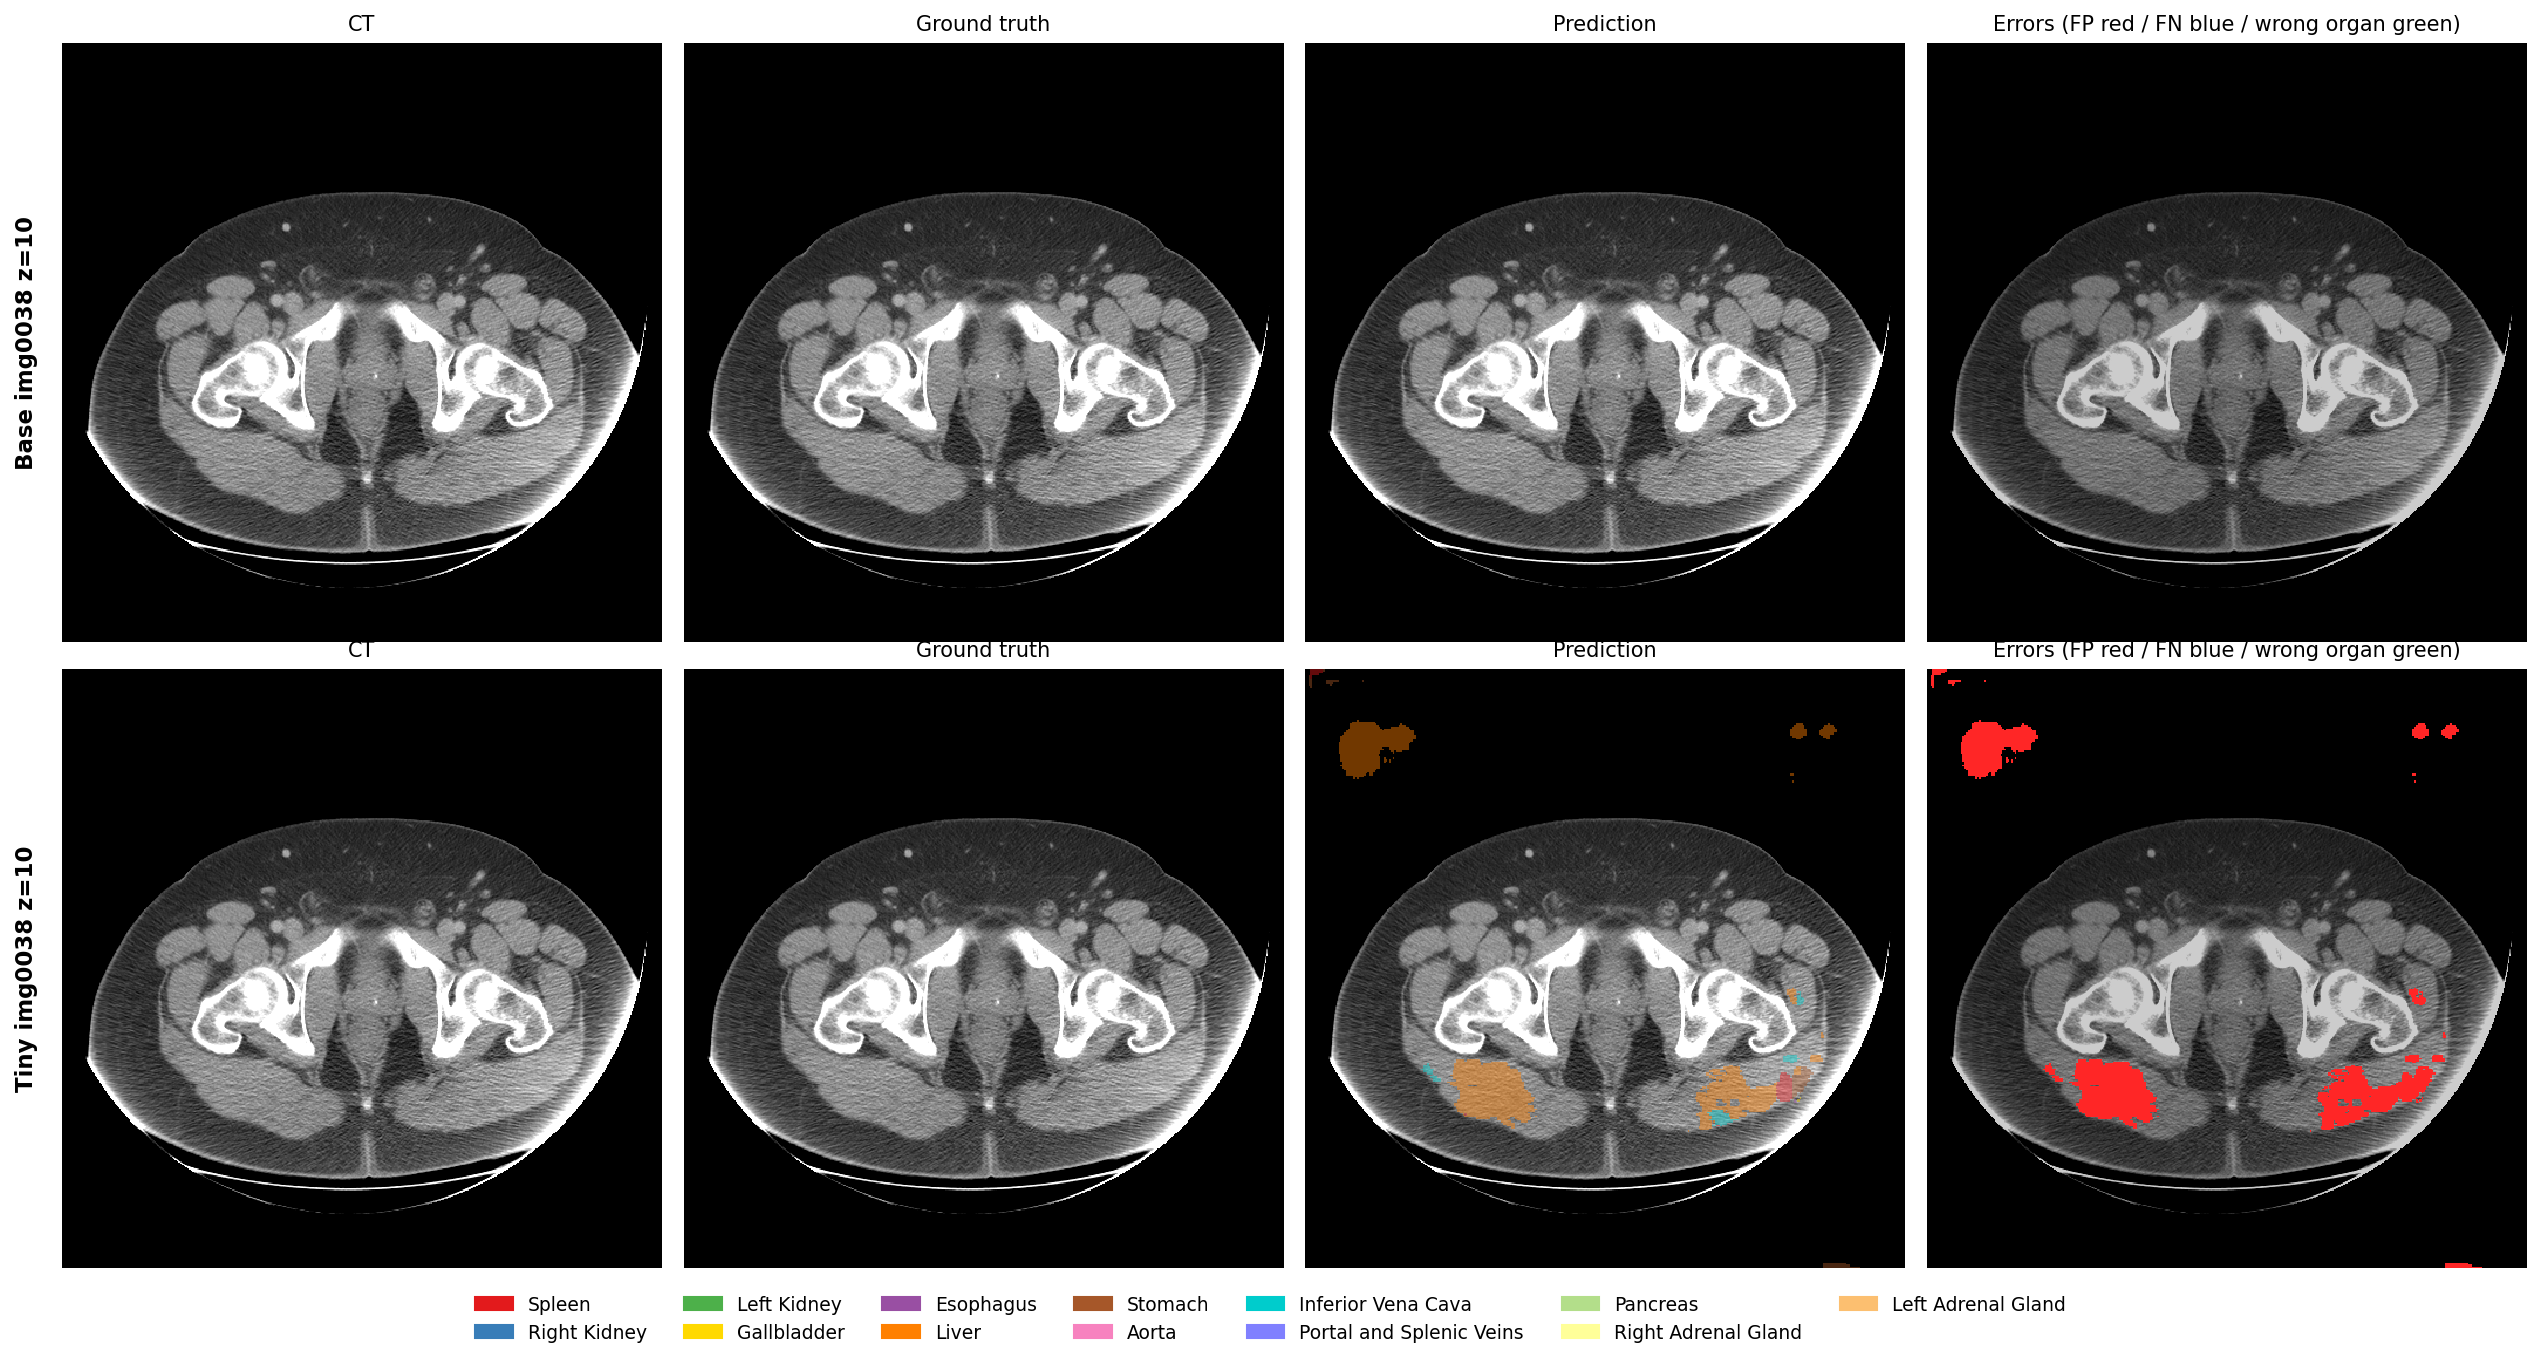 CT
Ground truth
Prediction
Errors (FP red / FN blue / wrong organ green)
Base img0038 z=10
CT
Ground truth
Prediction
Errors (FP red / FN blue / wrong organ green)
Tiny img0038 z=10
Spleen
Left Kidney
Esophagus
Stomach
Inferior Vena Cava
Pancreas
Left Adrenal Gland
Right Kidney
Gallbladder
Liver
Aorta
Portal and Splenic Veins
Right Adrenal Gland